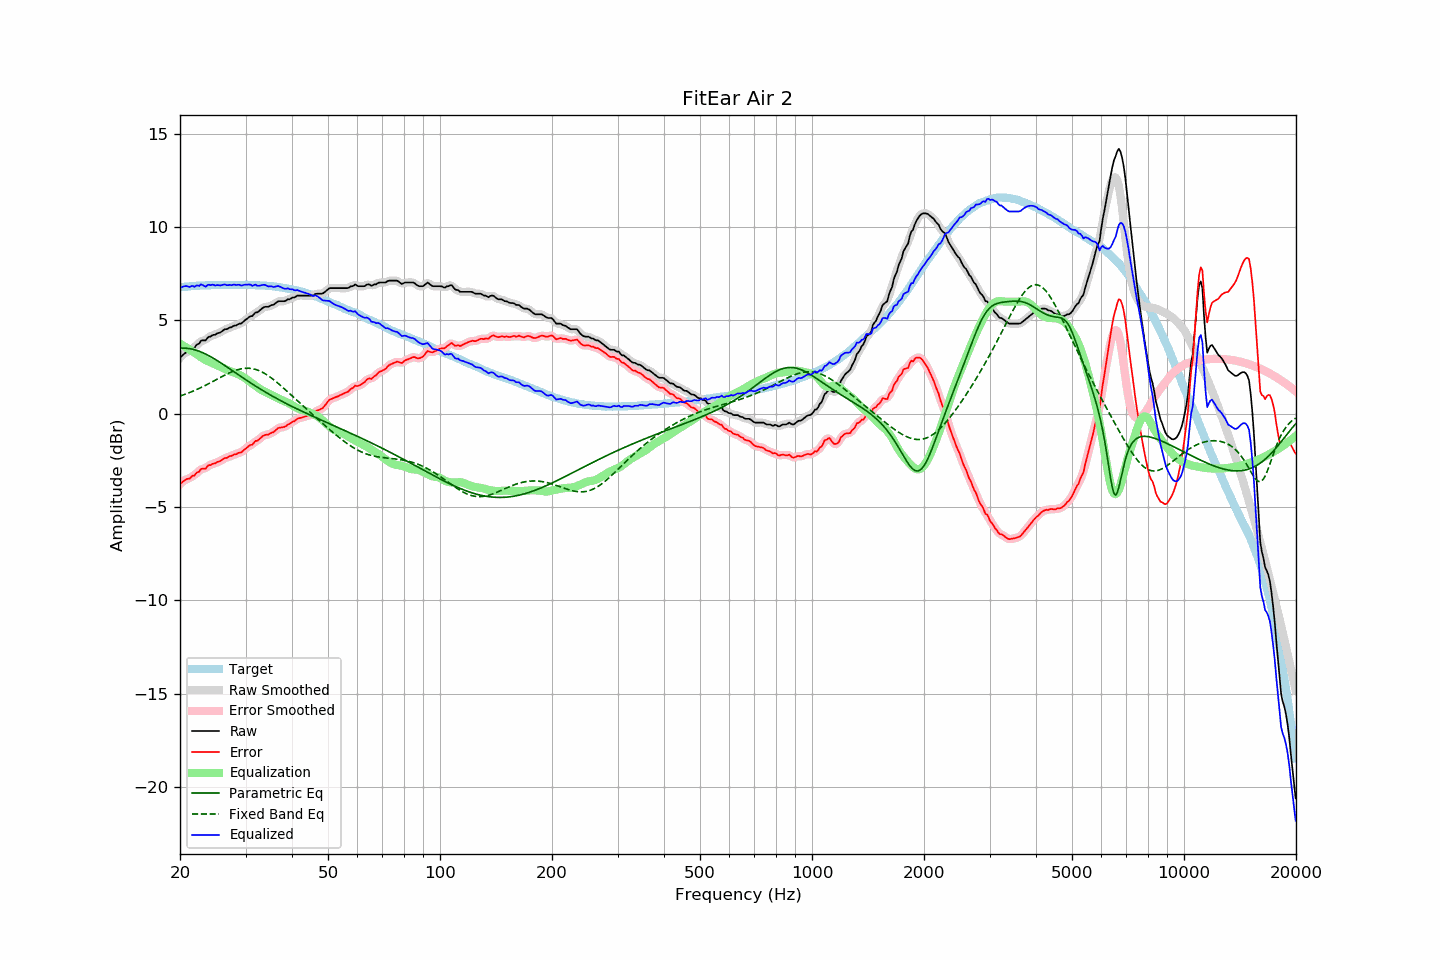 FitEar Air 2
15
10
5
0
−5
−10
−15
−20
Amplitude (dBr)
Target
Raw Smoothed
Error Smoothed
Raw
Error
Equalization
Parametric Eq
Fixed Band Eq
Equalized
20 50 100 200 500 1000 2000 5000 10000 20000
Frequency (Hz)